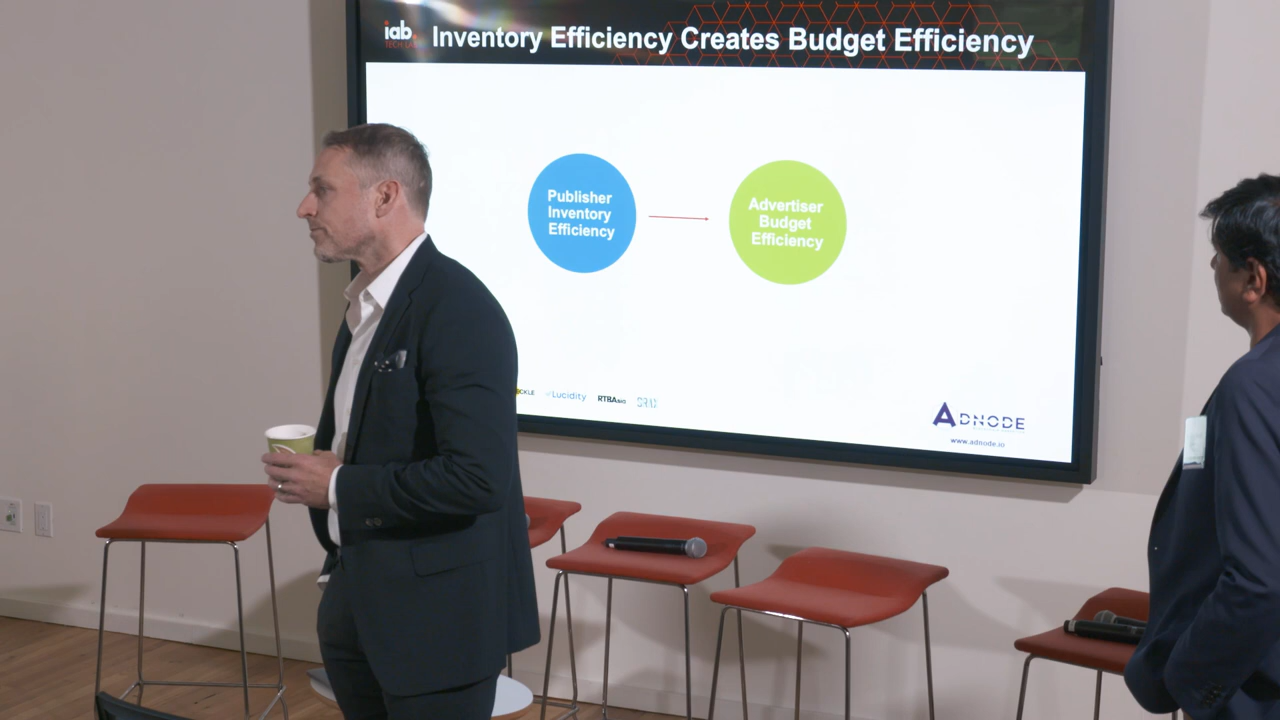 iab.
TECH LAB
Inventory Efficiency Creates Budget Efficiency
Publisher
Inventory
Efficiency
Advertiser
Budget
Efficiency
Lucidity
RTBAsia
ADNODE
www.adnode.io